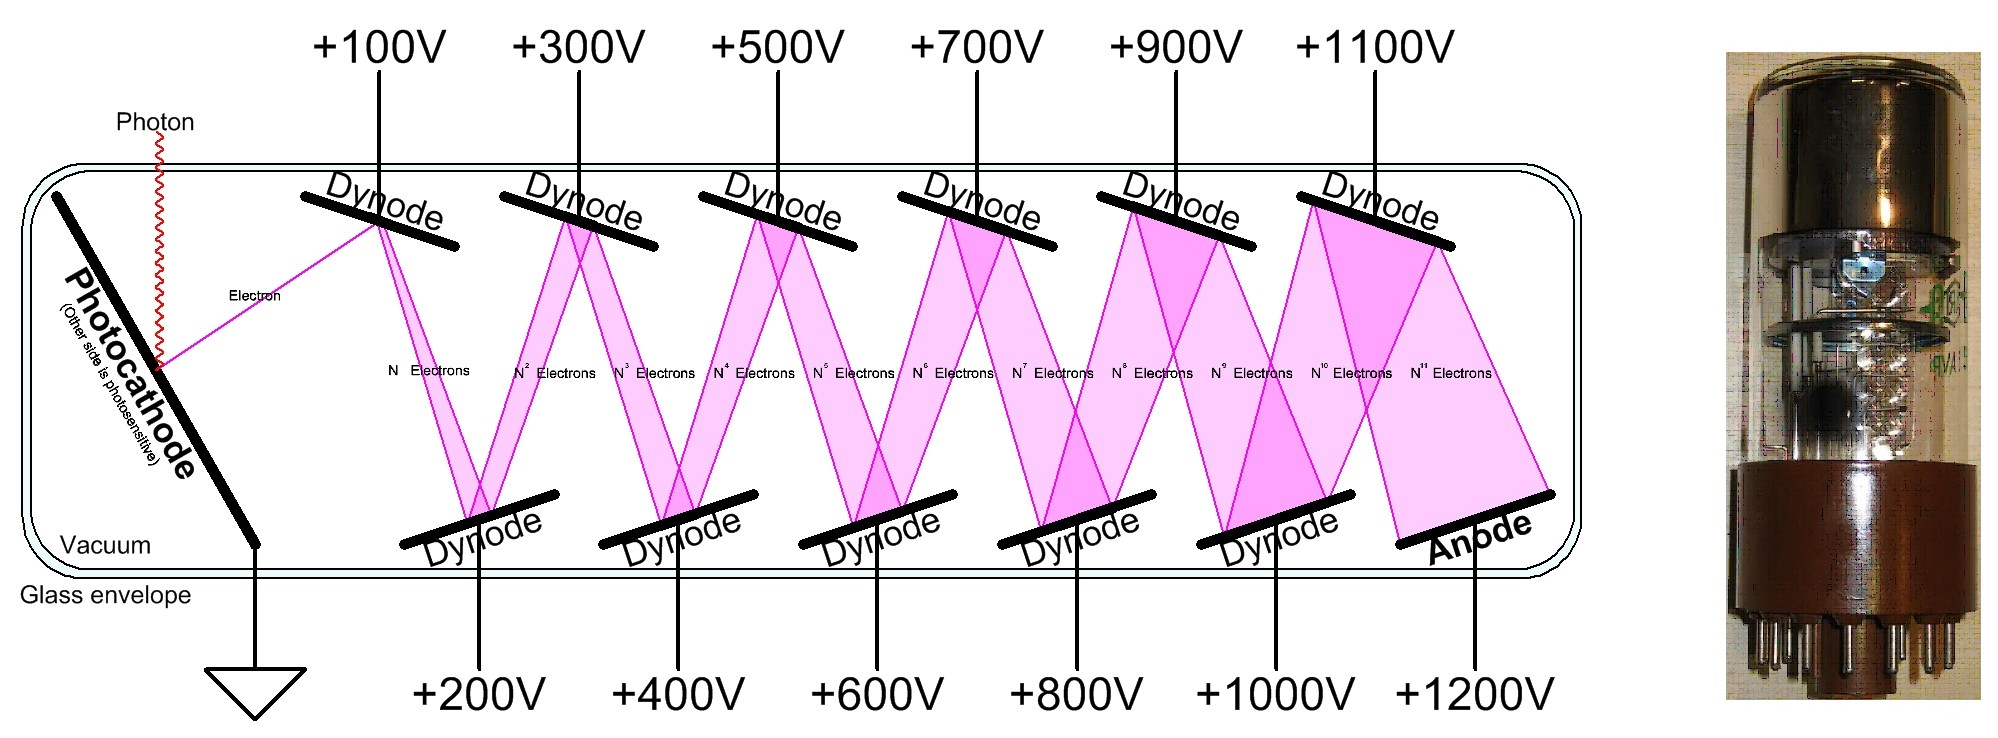 +100V +300V +500V +700V +900V +1100V
Photon
Dynode Dynode Dynode Dynode Dynode Dynode
Electron
Photocathode
(Other side is photosensitive)
N Electrons N² Electrons N³ Electrons N⁴ Electrons N⁵ Electrons N⁶ Electrons N⁷ Electrons N⁸ Electrons N⁹ Electrons N¹⁰ Electrons N¹¹ Electrons
Dynode Dynode Dynode Dynode Dynode Anode
Vacuum
Glass envelope
+200V +400V +600V +800V +1000V +1200V